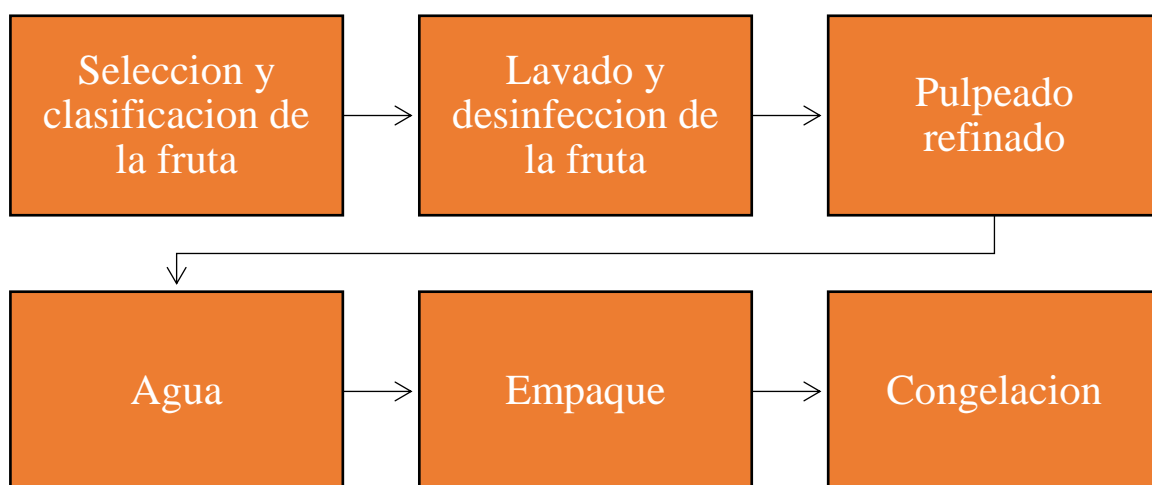 Seleccion y
clasificacion de
la fruta
Lavado y
desinfeccion de
la fruta
Pulpeado
refinado
Agua
Empaque
Congelacion